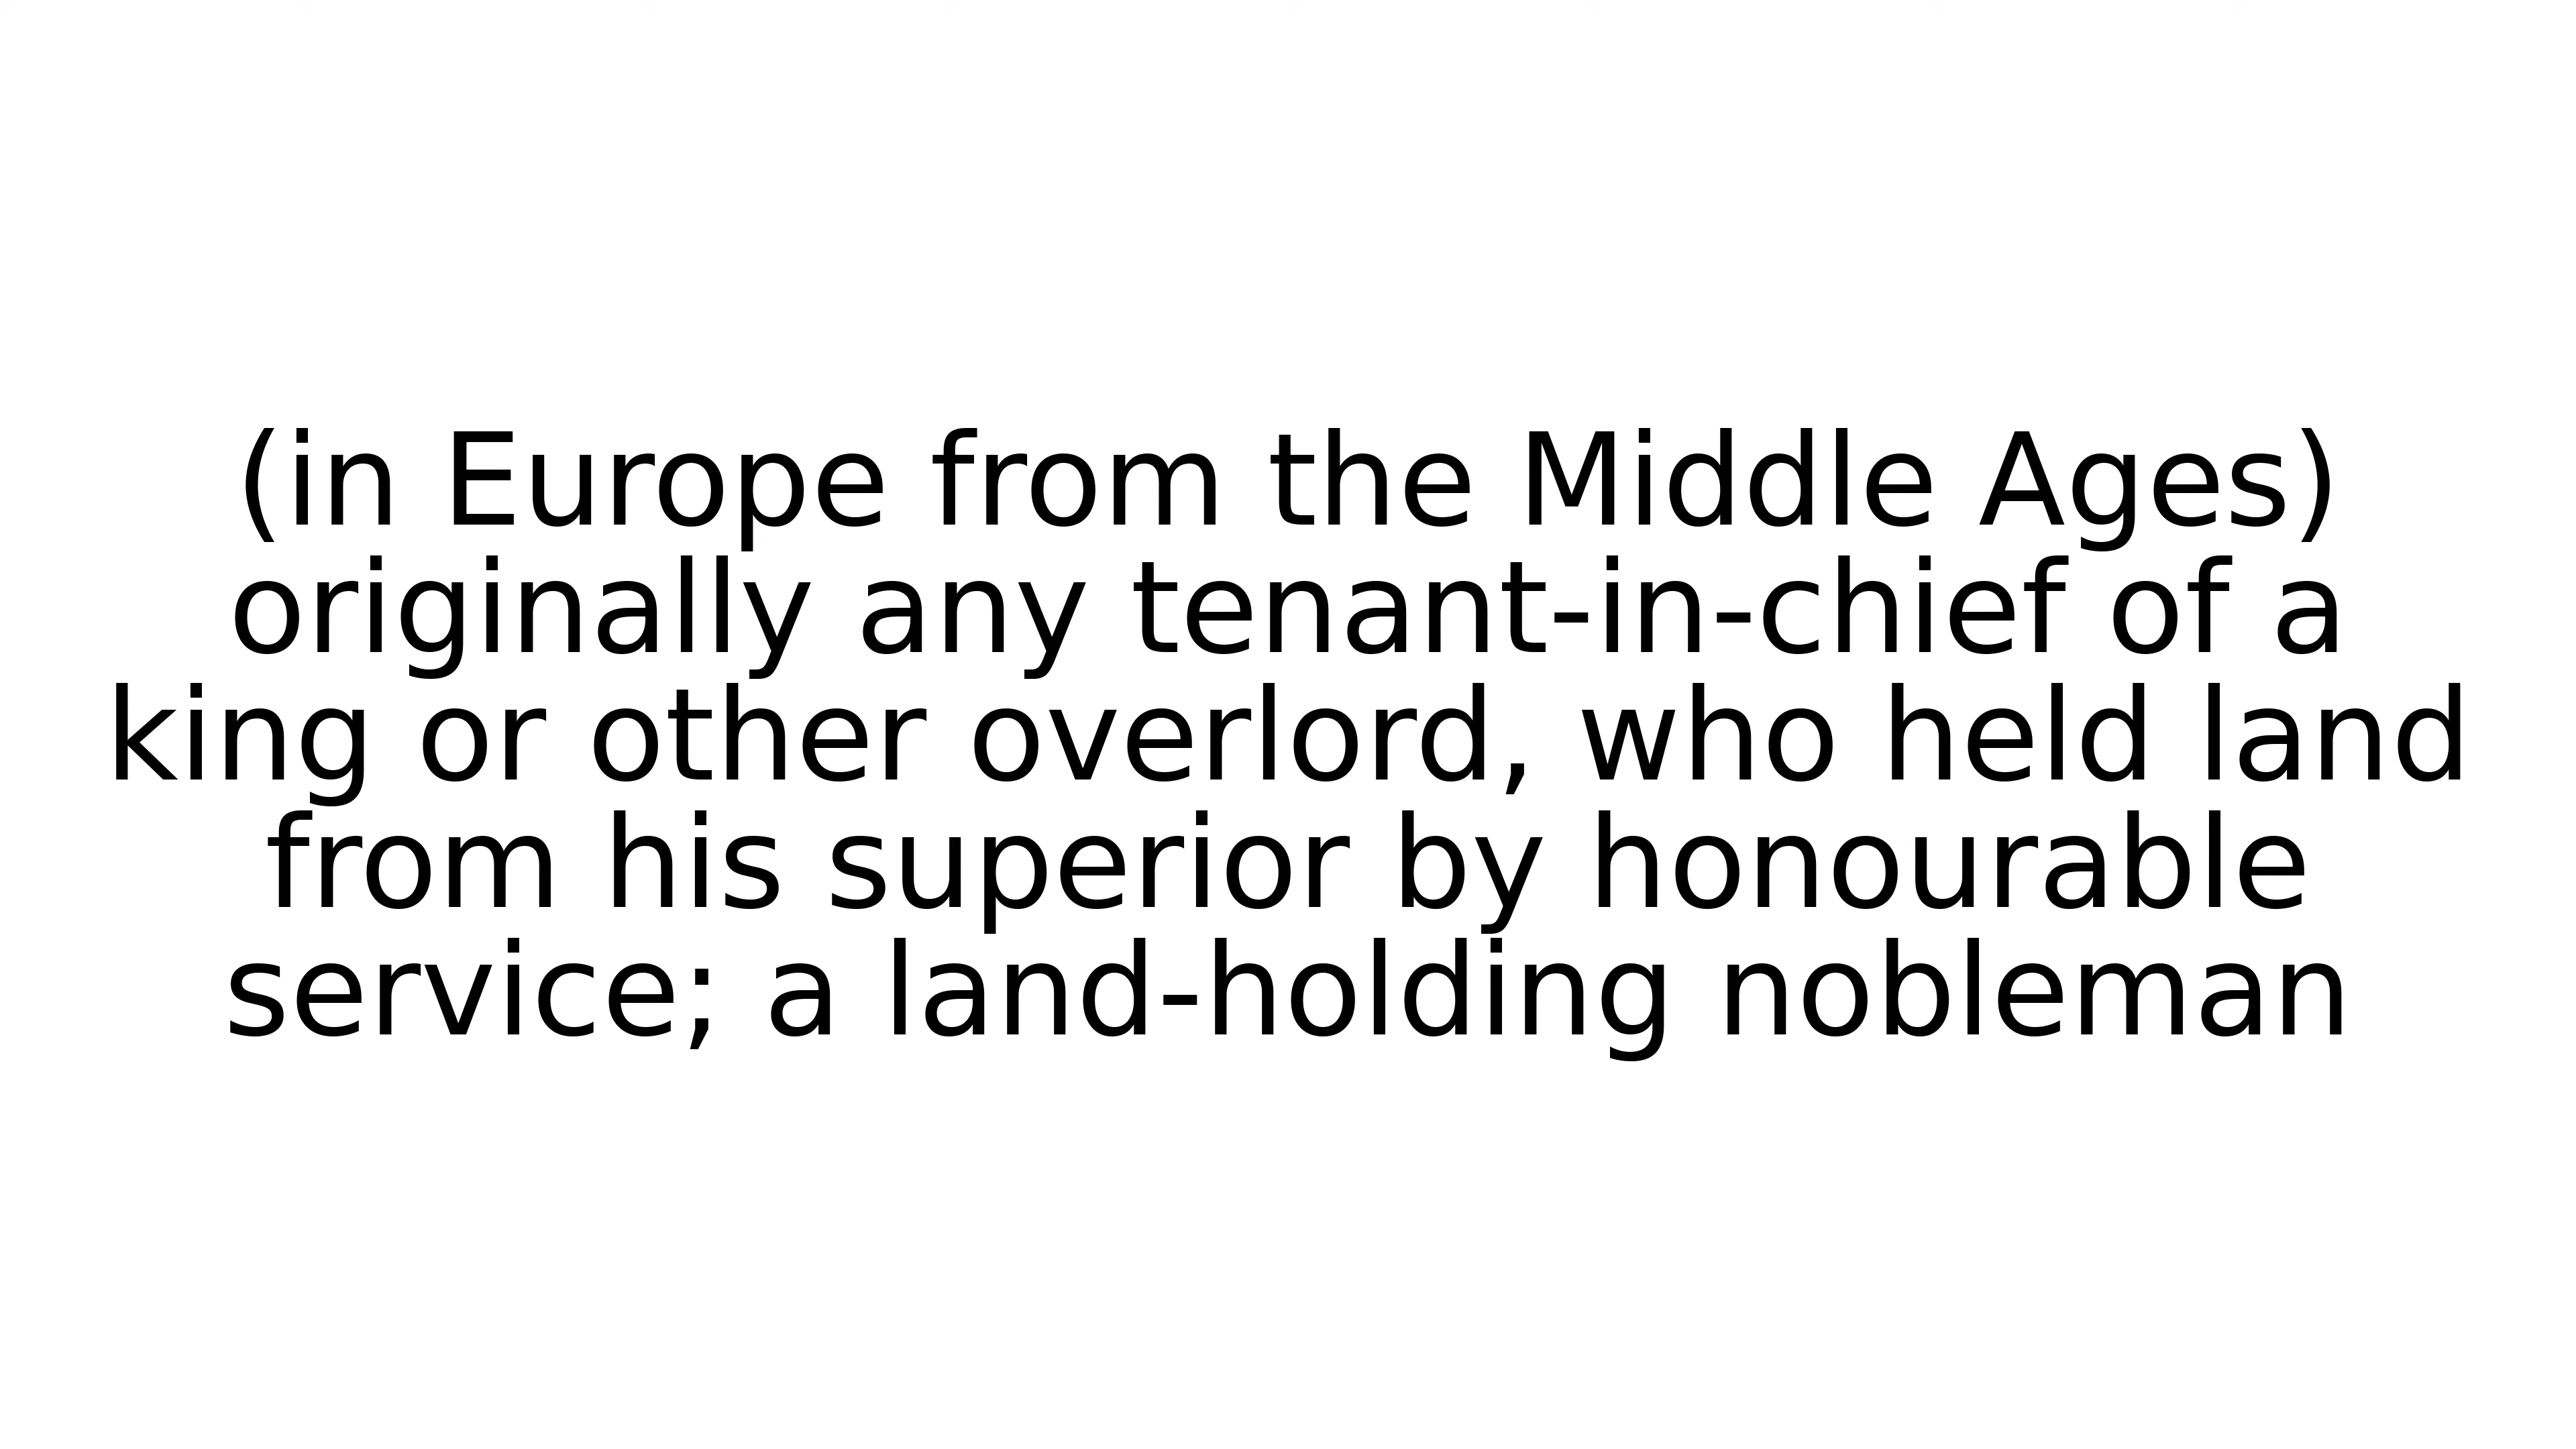 (in Europe from the Middle Ages)
originally any tenant-in-chief of a
king or other overlord, who held land
from his superior by honourable
service; a land-holding nobleman